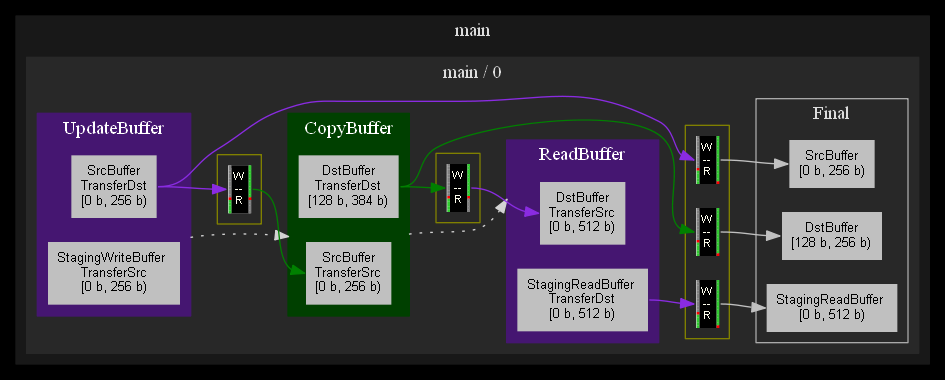 main
main / 0
UpdateBuffer
SrcBuffer
TransferDst
[0 b, 256 b)
StagingWriteBuffer
TransferSrc
[0 b, 256 b)
W
--
R
CopyBuffer
DstBuffer
TransferDst
[128 b, 384 b)
SrcBuffer
TransferSrc
[0 b, 256 b)
W
--
R
ReadBuffer
DstBuffer
TransferSrc
[0 b, 512 b)
StagingReadBuffer
TransferDst
[0 b, 512 b)
W
--
R
W
--
R
W
--
R
Final
SrcBuffer
[0 b, 256 b)
DstBuffer
[128 b, 256 b)
StagingReadBuffer
[0 b, 512 b)